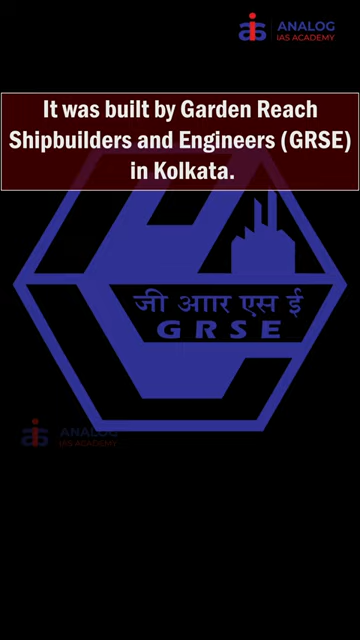 ANALOG
IAS ACADEMY
It was built by Garden Reach
Shipbuilders and Engineers (GRSE)
in Kolkata.
जी आार एस ई
GRSE
ANALOG
IAS ACADEMY